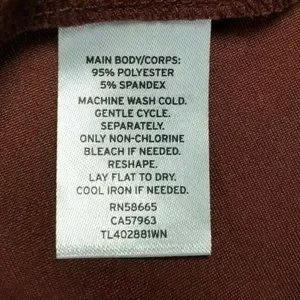 MAIN BODY/CORPS:
95% POLYESTER
5% SPANDEX
MACHINE WASH COLD.
GENTLE CYCLE.
SEPARATELY.
ONLY NON-CHLORINE
BLEACH IF NEEDED.
RESHAPE.
LAY FLAT TO DRY.
COOL IRON IF NEEDED.
RN58665
CA57963
TL402881WN